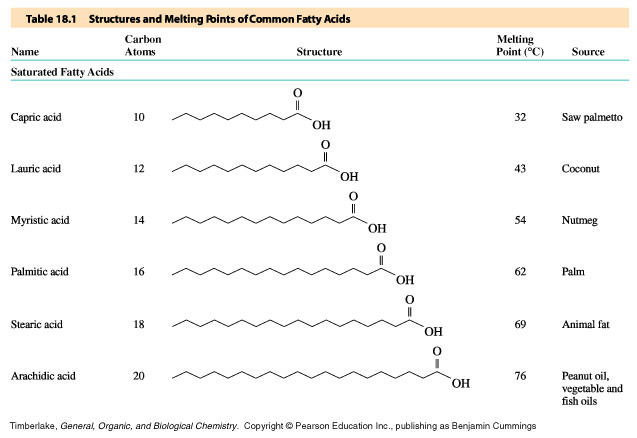 Table 18.1 Structures and Melting Points of Common Fatty Acids
Carbon Melting
Name Atoms Structure Point (°C) Source
Saturated Fatty Acids
O
Capric acid 10 OH 32 Saw palmetto
O
Lauric acid 12 OH 43 Coconut
O
Myristic acid 14 OH 54 Nutmeg
O
Palmitic acid 16 OH 62 Palm
O
Stearic acid 18 OH 69 Animal fat
O
Arachidic acid 20 OH 76 Peanut oil,
vegetable and
fish oils
Timberlake, General, Organic, and Biological Chemistry. Copyright © Pearson Education Inc., publishing as Benjamin Cummings